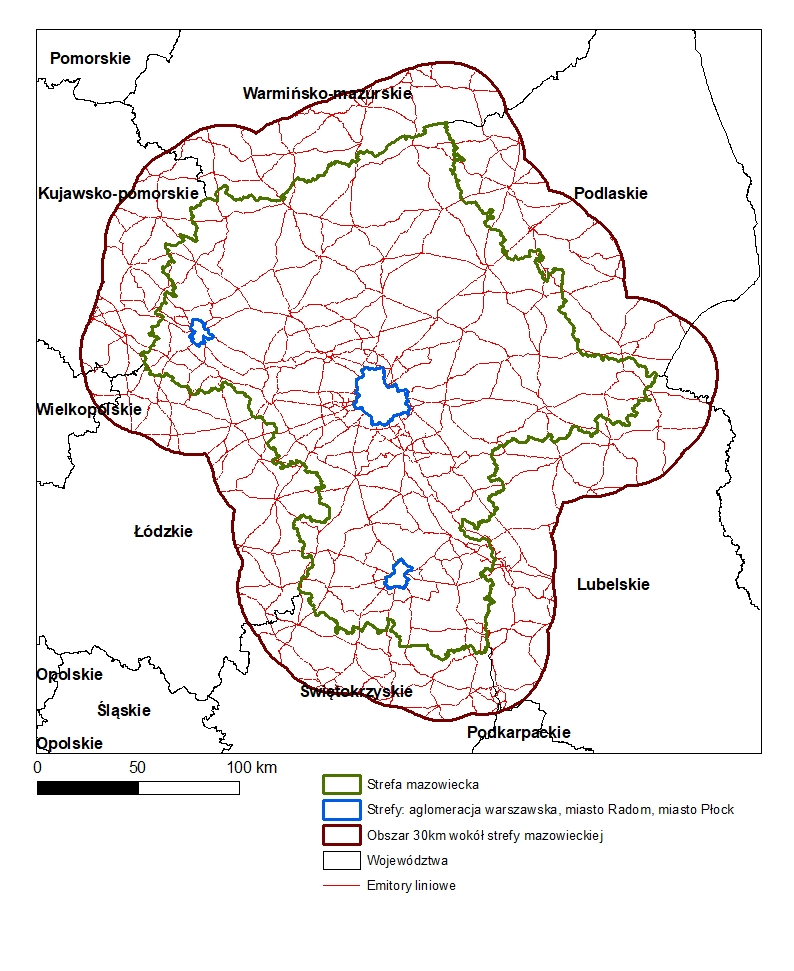 Pomorskie
Warmińsko-mazurskie
Kujawsko-pomorskie
Podlaskie
Wielkopolskie
Łódzkie
Lubelskie
Opolskie
Świętokrzyskie
Śląskie
Podkarpackie
Opolskie
0 50 100 km
Strefa mazowiecka
Strefy: aglomeracja warszawska, miasto Radom, miasto Płock
Obszar 30km wokół strefy mazowieckiej
Województwa
Emitory liniowe